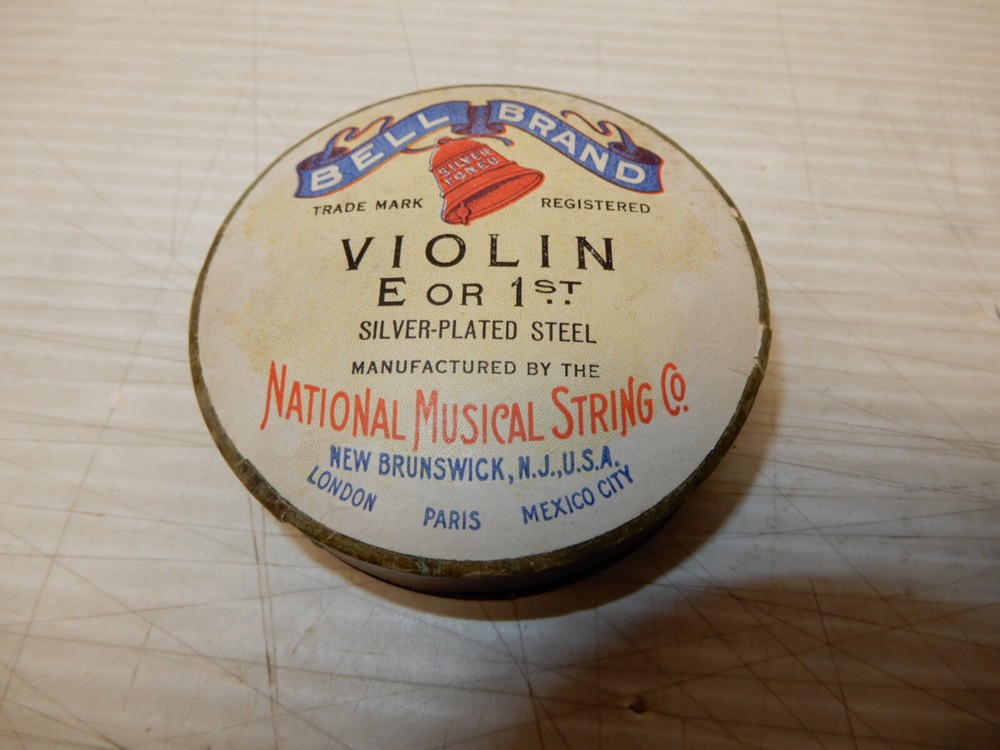 BELL BRAND
SILVER
TONED
TRADE MARK REGISTERED
VIOLIN
E OR 1ST.
SILVER-PLATED STEEL
MANUFACTURED BY THE
NATIONAL MUSICAL STRING CO.
NEW BRUNSWICK, N.J., U.S.A.
LONDON PARIS MEXICO CITY